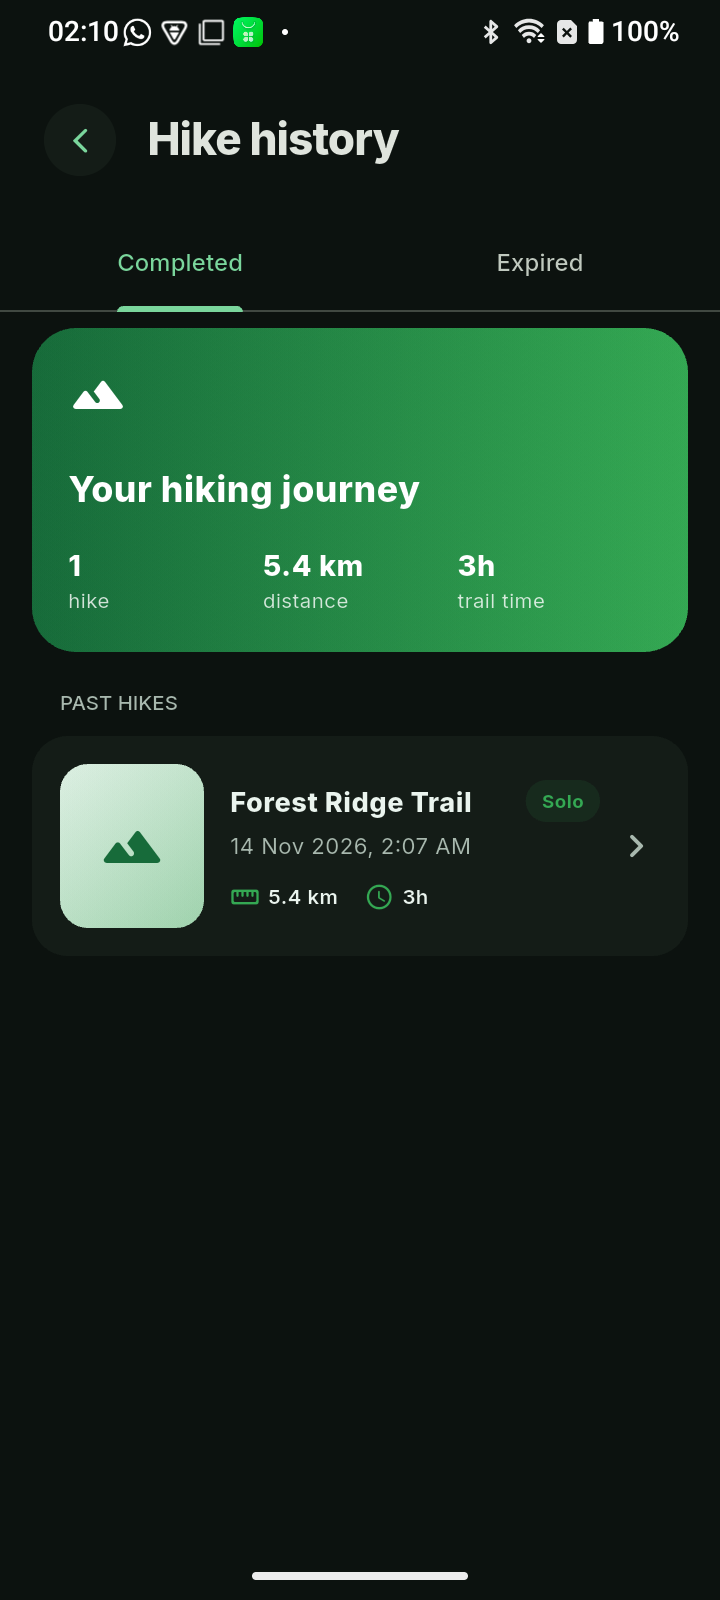 02:10 100%
Hike history
Completed Expired
Your hiking journey
1 5.4 km 3h
hike distance trail time
PAST HIKES
Forest Ridge Trail Solo
14 Nov 2026, 2:07 AM
5.4 km 3h